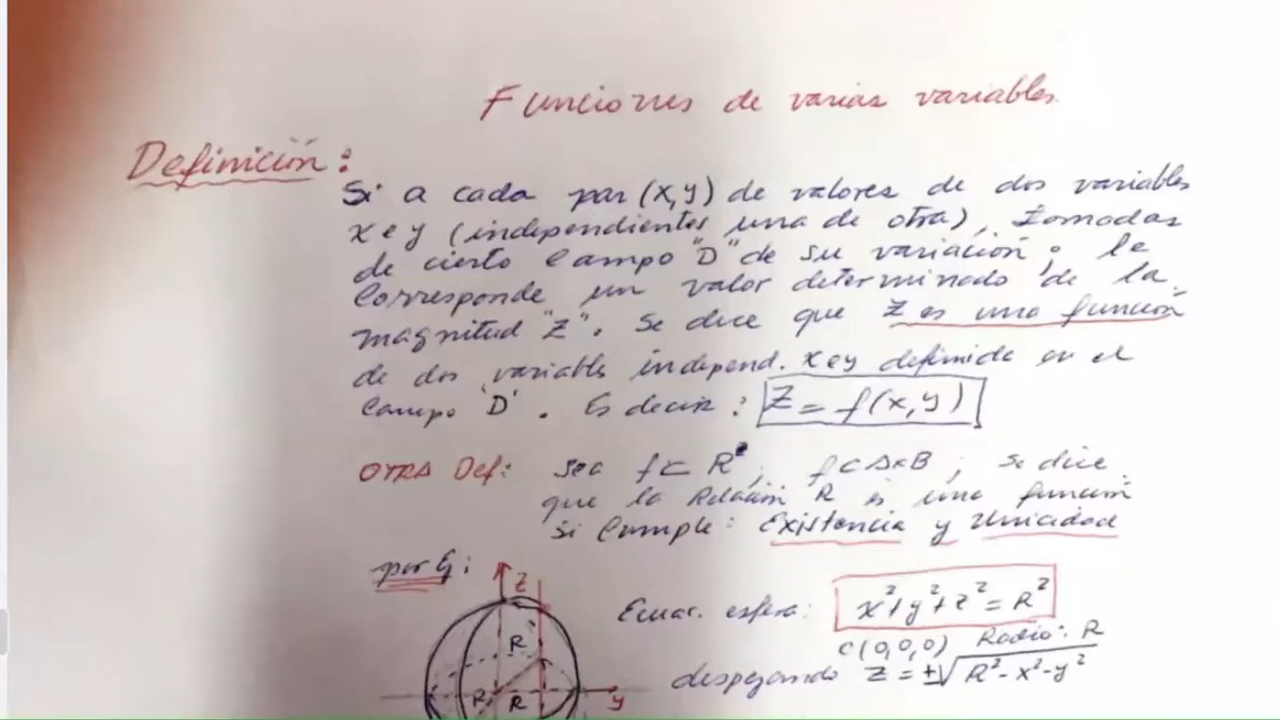 Funciones de varias variables.
Definición:
Si a cada par (x,y) de valores de dos variables
x e y (independientes una de otra), tomadas
de cierto campo "D" de su variación; le
corresponde un valor determinado de la
magnitud "Z". Se dice que Z es una función
de dos variables independ. x e y definida en el
campo "D". Es decir: Z = f(x,y)
OTRA Def: Sea f ⊂ R; f ⊂ A×B; se dice
que la Relación R es una función
si Cumple: Existencia y Unicidad
por Ej:
Z
Ecuac. esfera: x²+y²+z² = R²
R
C(0,0,0) Radio: R
despejando Z = ±√R²-x²-y²
R R y